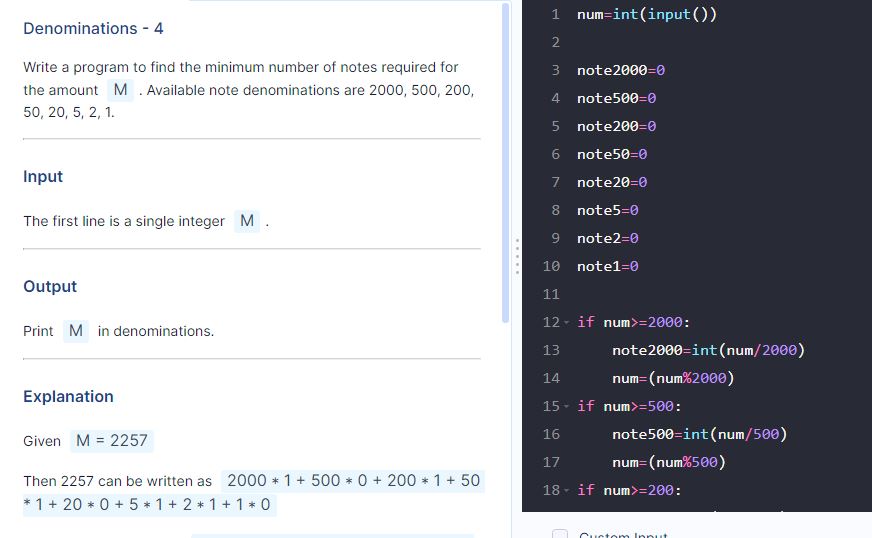 Denominations - 4
Write a program to find the minimum number of notes required for
the amount M . Available note denominations are 2000, 500, 200,
50, 20, 5, 2, 1.
Input
The first line is a single integer M .
Output
Print M in denominations.
Explanation
Given M = 2257
Then 2257 can be written as 2000 * 1 + 500 * 0 + 200 * 1 + 50
* 1 + 20 * 0 + 5 * 1 + 2 * 1 + 1 * 0
1 num=int(input())
2
3 note2000=0
4 note500=0
5 note200=0
6 note50=0
7 note20=0
8 note5=0
9 note2=0
10 note1=0
11
12 if num>=2000:
13 note2000=int(num/2000)
14 num=(num%2000)
15 if num>=500:
16 note500=int(num/500)
17 num=(num%500)
18 if num>=200:
Custom Input